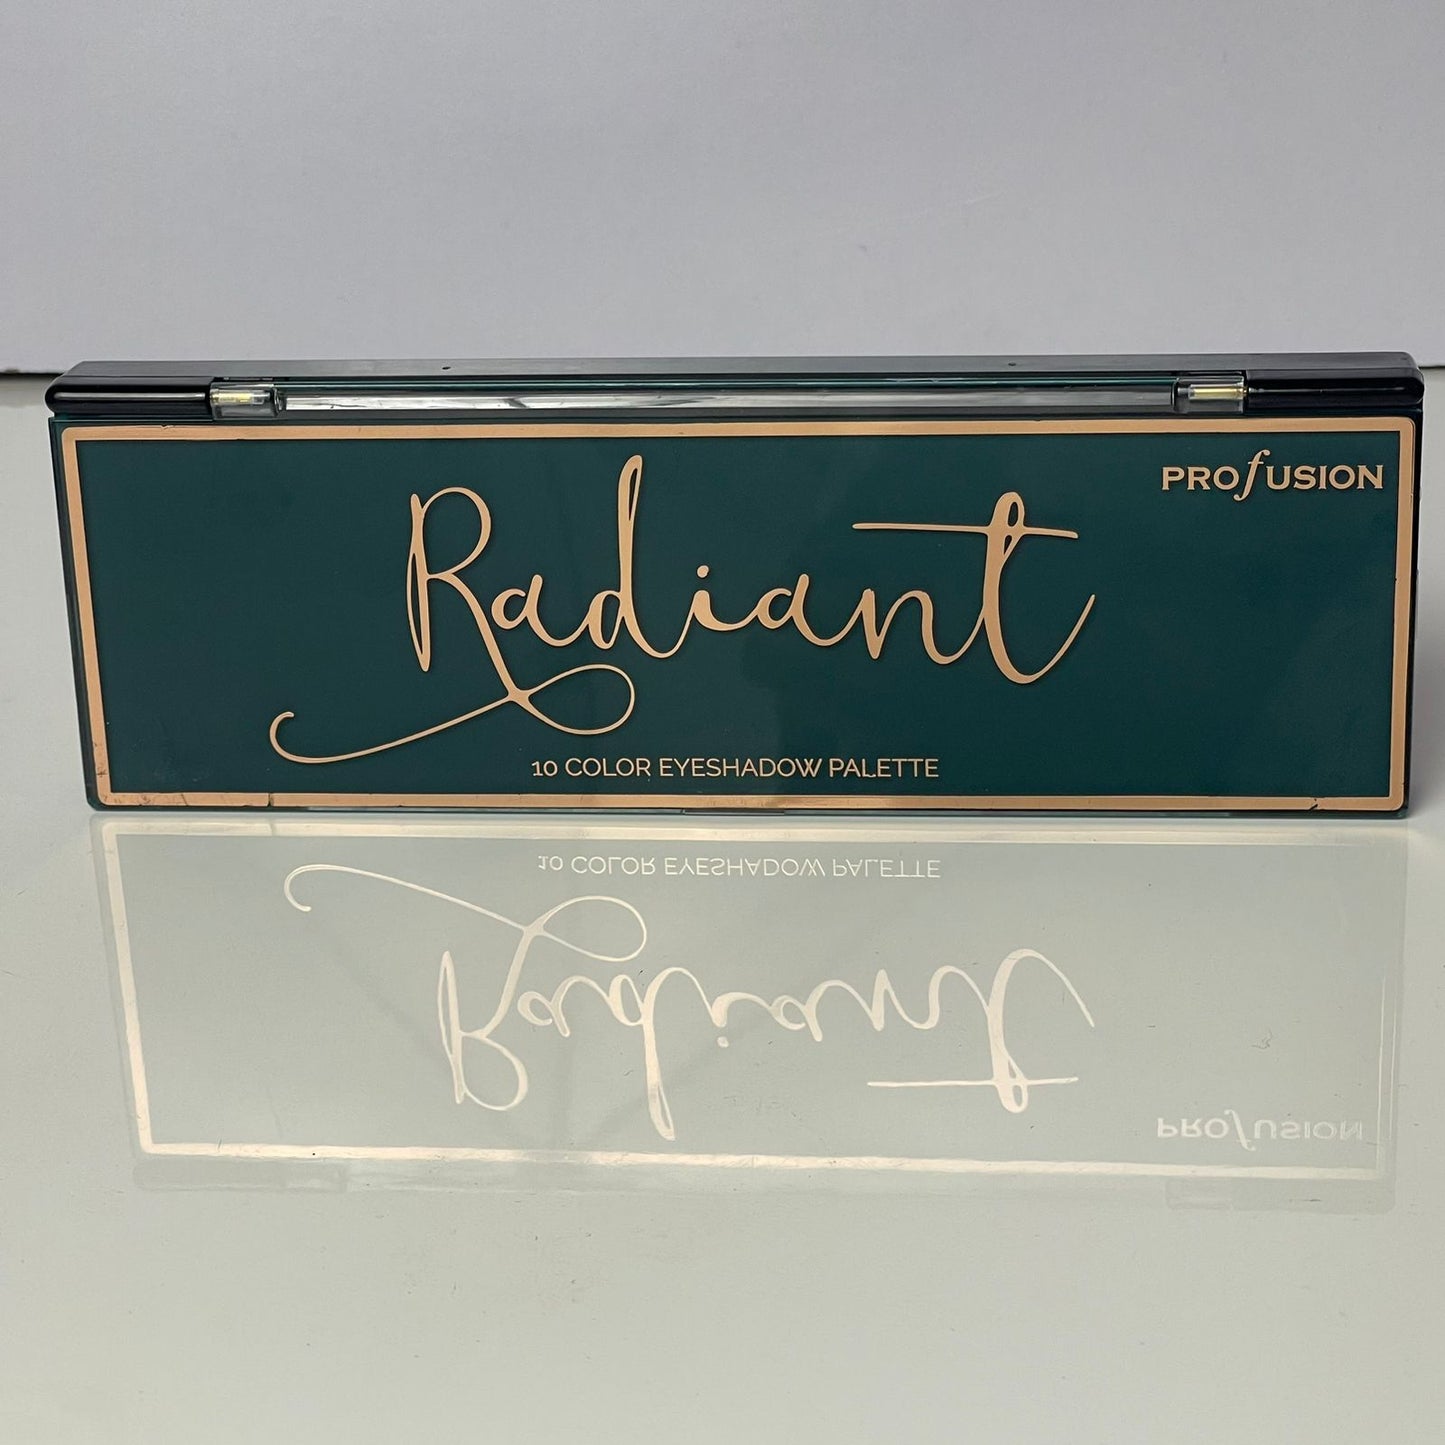 PROfUSION
Radiant
10 COLOR EYESHADOW PALETTE